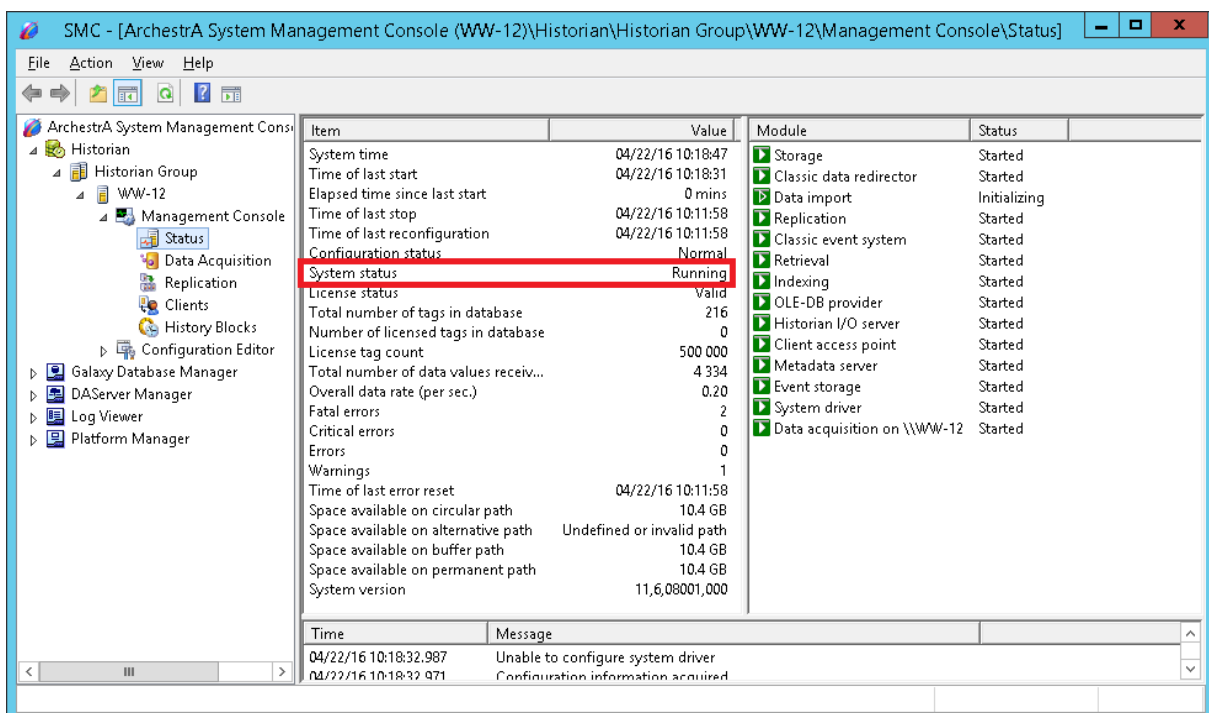 SMC - [ArchestrA System Management Console (WW-12)\Historian\Historian Group\WW-12\Management Console\Status]
File Action View Help
ArchestrA System Management Cons
Historian
Historian Group
WW-12
Management Console
Status
Data Acquisition
Replication
Clients
History Blocks
Configuration Editor
Galaxy Database Manager
DAServer Manager
Log Viewer
Platform Manager
Item Value
System time 04/22/16 10:18:47
Time of last start 04/22/16 10:18:31
Elapsed time since last start 0 mins
Time of last stop 04/22/16 10:11:58
Time of last reconfiguration 04/22/16 10:11:58
Configuration status Normal
System status Running
License status Valid
Total number of tags in database 216
Number of licensed tags in database 0
License tag count 500 000
Total number of data values receiv... 4 334
Overall data rate (per sec.) 0.20
Fatal errors 2
Critical errors 0
Errors 0
Warnings 1
Time of last error reset 04/22/16 10:11:58
Space available on circular path 10.4 GB
Space available on alternative path Undefined or invalid path
Space available on buffer path 10.4 GB
Space available on permanent path 10.4 GB
System version 11,6,08001,000
Module Status
Storage Started
Classic data redirector Started
Data import Initializing
Replication Started
Classic event system Started
Retrieval Started
Indexing Started
OLE-DB provider Started
Historian I/O server Started
Client access point Started
Metadata server Started
Event storage Started
System driver Started
Data acquisition on \\WW-12 Started
Time Message
04/22/16 10:18:32.987 Unable to configure system driver
04/22/16 10:18:32.971 Configuration information acquired